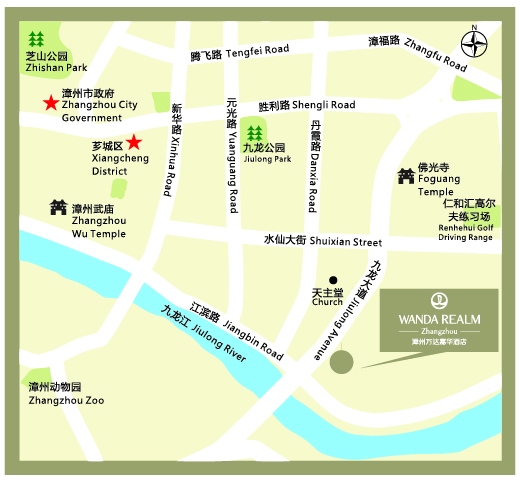 芝山公园
Zhishan Park
腾飞路 Tengfei Road
漳福路 Zhangfu Road
N
漳州市政府
Zhangzhou City
Government
新华路 Xinhua Road
元光路 Yuanguang Road
胜利路 Shengli Road
丹霞路 Danxia Road
芗城区
Xiangcheng
District
九龙公园
Jiulong Park
佛光寺
Foguang
Temple
仁和汇高尔
夫练习场
Renhehui Golf
Driving Range
漳州武庙
Zhangzhou
Wu Temple
水仙大街 Shuixian Street
九龙大道 Jiulong Avenue
天主堂
Church
江滨路 Jiangbin Road
九龙江 Jiulong River
WANDA REALM
Zhangzhou
漳州万达嘉华酒店
漳州动物园
Zhangzhou Zoo